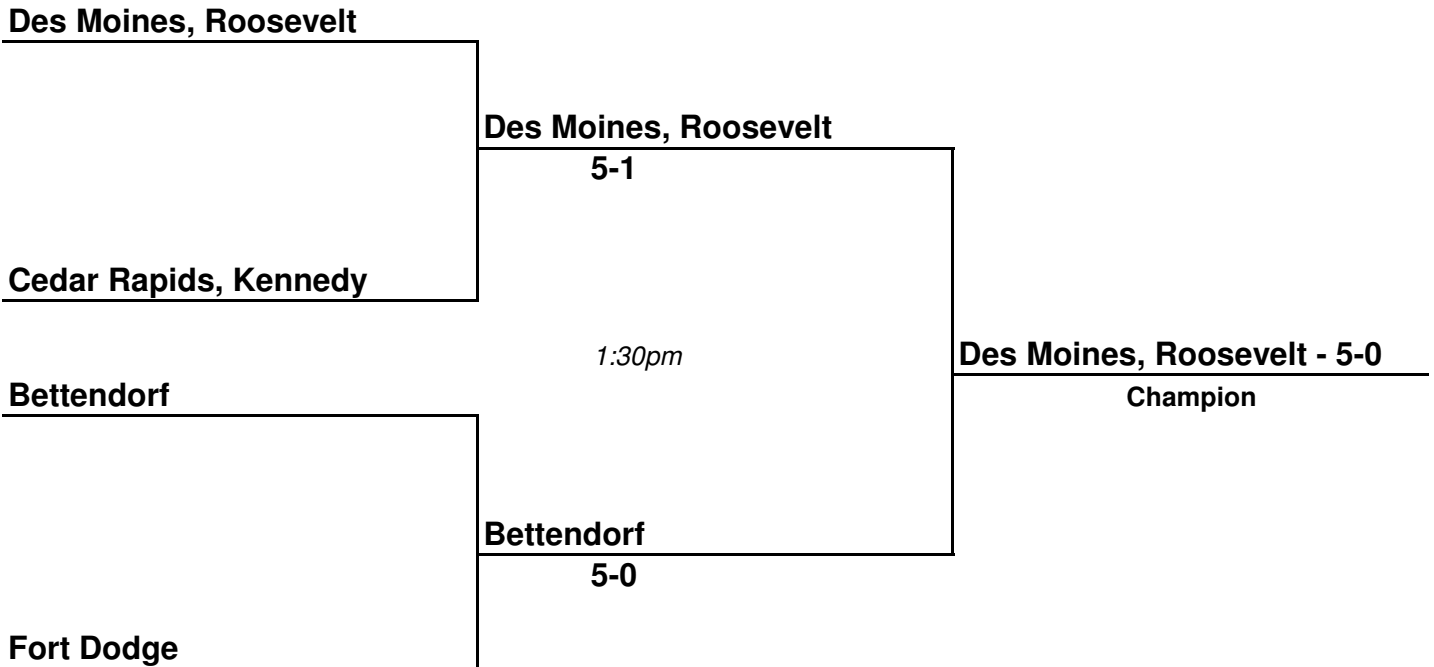 Des Moines, Roosevelt
Des Moines, Roosevelt
5-1
Cedar Rapids, Kennedy
1:30pm
Des Moines, Roosevelt - 5-0
Bettendorf
Champion
Bettendorf
5-0
Fort Dodge